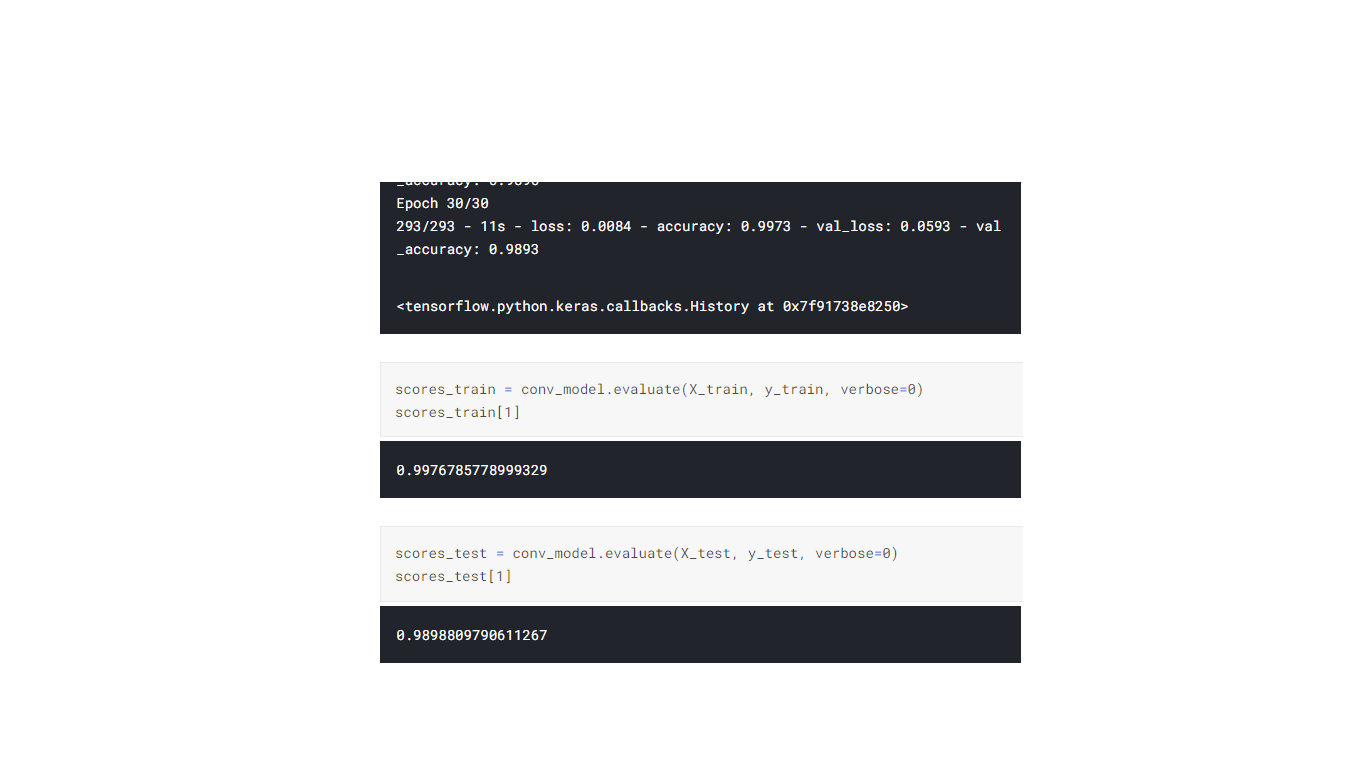 Epoch 30/30
293/293 - 11s - loss: 0.0084 - accuracy: 0.9973 - val_loss: 0.0593 - val
_accuracy: 0.9893
<tensorflow.python.keras.callbacks.History at 0x7f91738e8250>
scores_train = conv_model.evaluate(X_train, y_train, verbose=0)
scores_train[1]
0.9976785778999329
scores_test = conv_model.evaluate(X_test, y_test, verbose=0)
scores_test[1]
0.9898809790611267